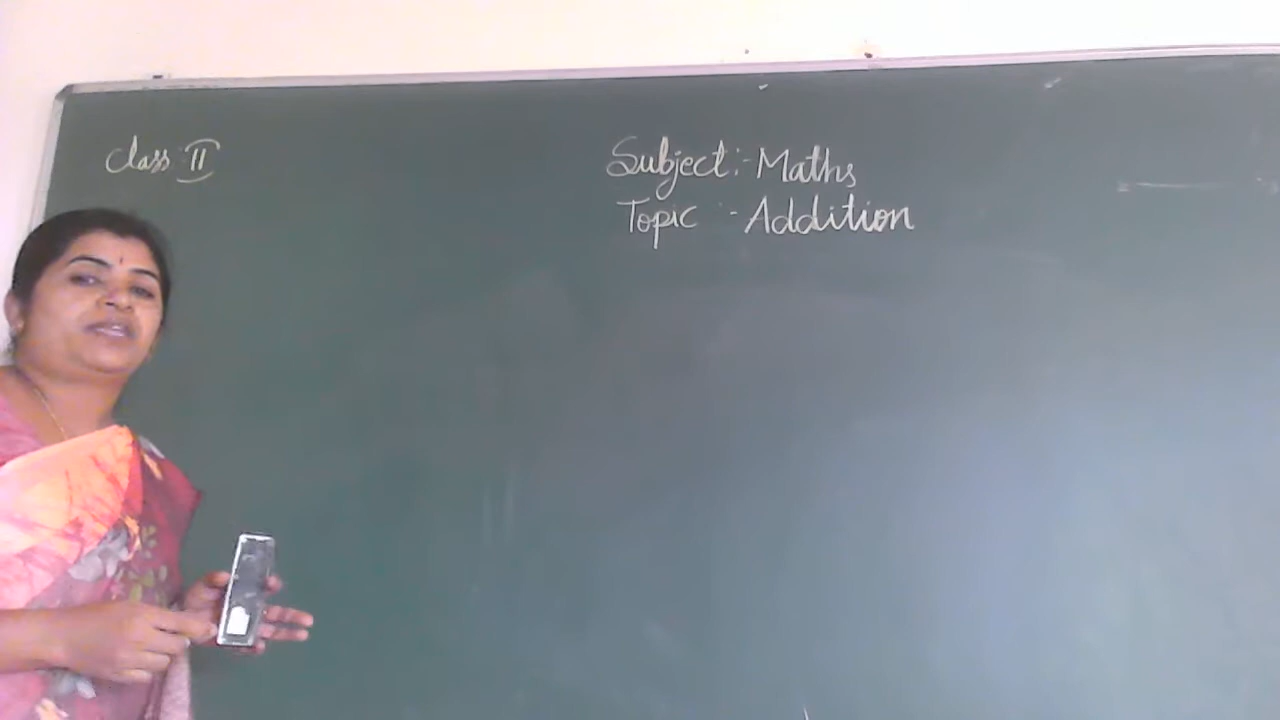 Class II
Subject:- Maths
Topic :- Addition